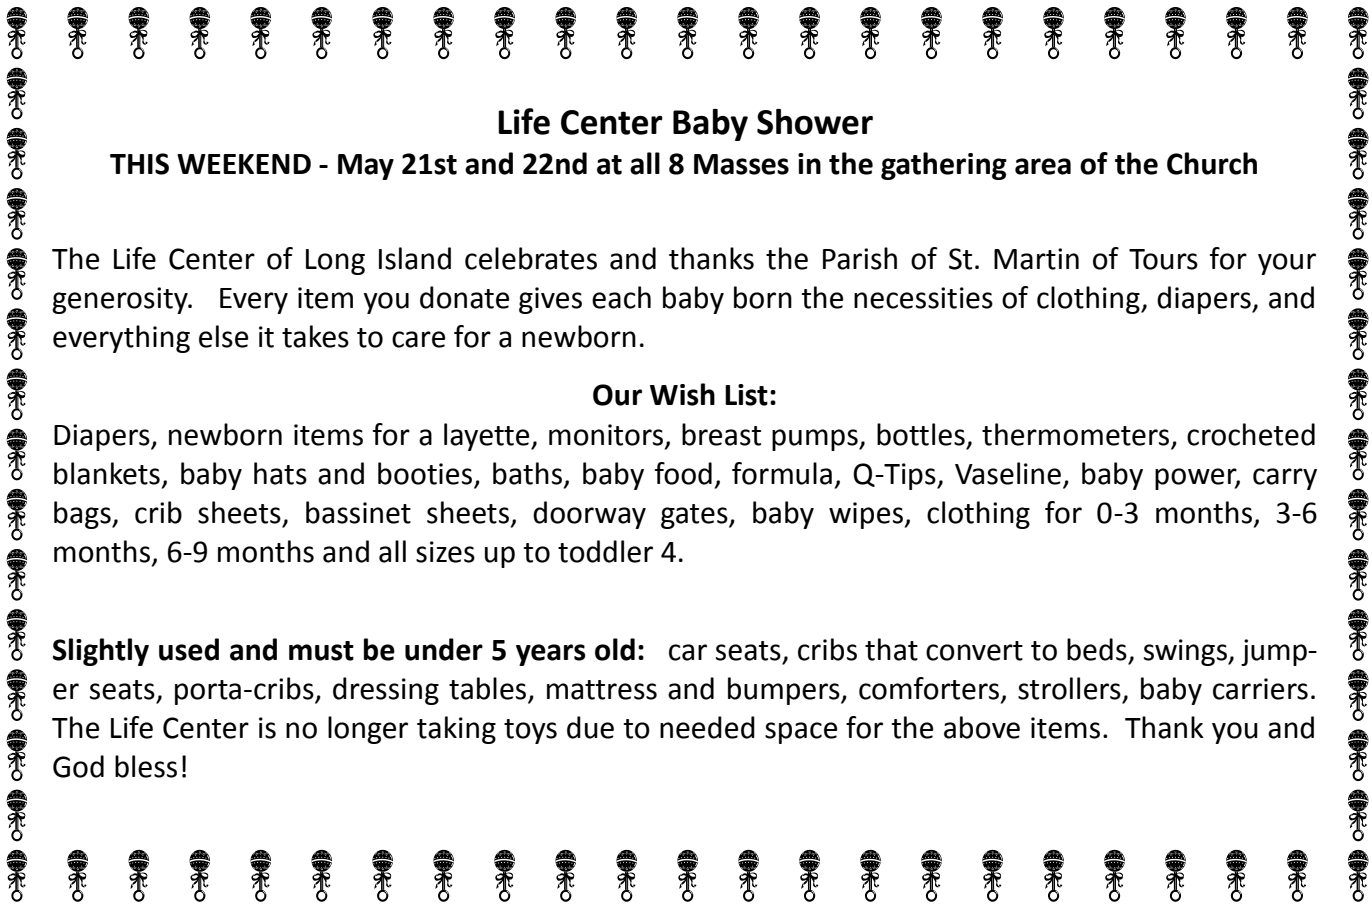 Life Center Baby Shower
THIS WEEKEND - May 21st and 22nd at all 8 Masses in the gathering area of the Church
The Life Center of Long Island celebrates and thanks the Parish of St. Martin of Tours for your
generosity.   Every item you donate gives each baby born the necessities of clothing, diapers, and
everything else it takes to care for a newborn.
Our Wish List:
Diapers, newborn items for a layette, monitors, breast pumps, bottles, thermometers, crocheted
blankets, baby hats and booties, baths, baby food, formula, Q-Tips, Vaseline, baby power, carry
bags, crib sheets, bassinet sheets, doorway gates, baby wipes, clothing for 0-3 months, 3-6
months, 6-9 months and all sizes up to toddler 4.
Slightly used and must be under 5 years old:   car seats, cribs that convert to beds, swings, jump-
er seats, porta-cribs, dressing tables, mattress and bumpers, comforters, strollers, baby carriers.
The Life Center is no longer taking toys due to needed space for the above items.  Thank you and
God bless!